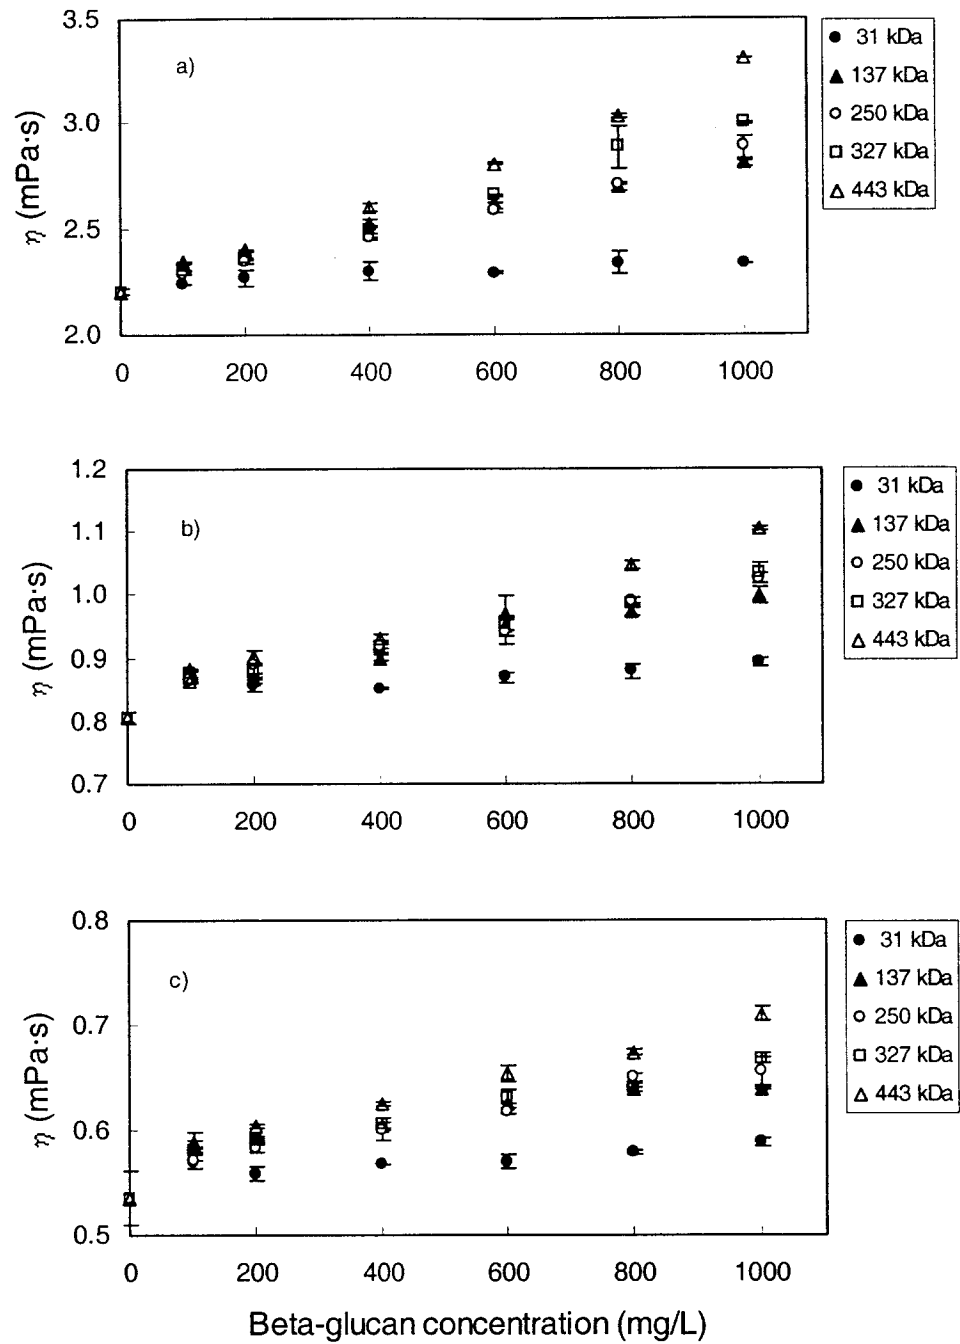 3.5
a)
3.0
2.5
2.0
η (mPa·s)
0 200 400 600 800 1000
31 kDa
137 kDa
250 kDa
327 kDa
443 kDa
1.2
b)
1.1
1.0
0.9
0.8
0.7
η (mPa·s)
0 200 400 600 800 1000
31 kDa
137 kDa
250 kDa
327 kDa
443 kDa
0.8
c)
0.7
0.6
0.5
η (mPa·s)
0 200 400 600 800 1000
31 kDa
137 kDa
250 kDa
327 kDa
443 kDa
Beta-glucan concentration (mg/L)